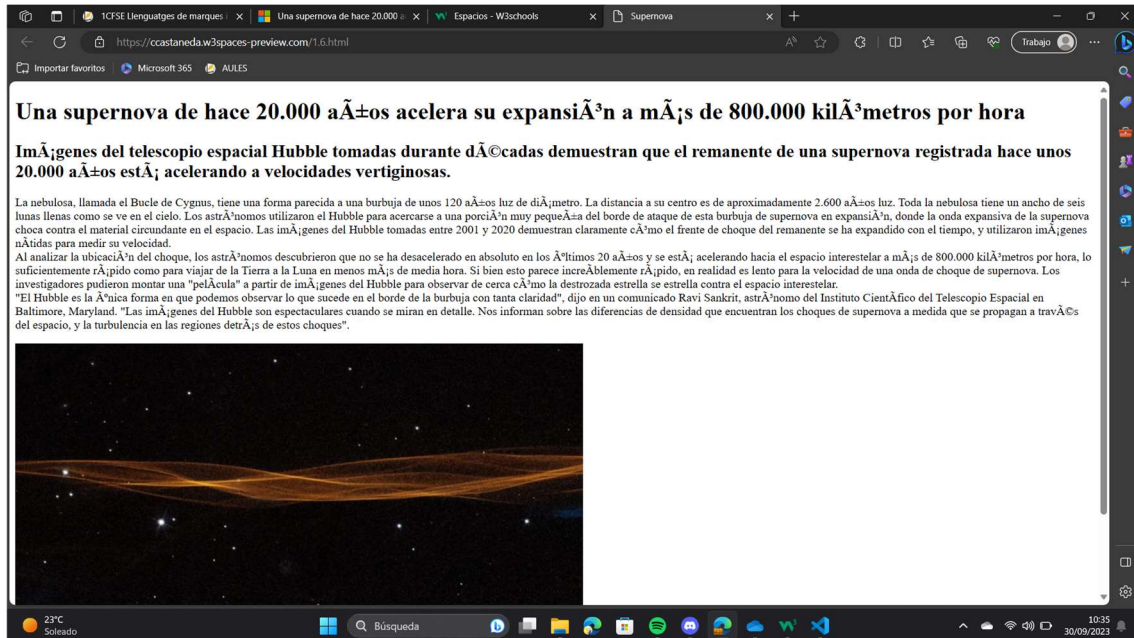 1CFSE Llenguatges de marques i
Una supernova de hace 20.000 a
Espacios - W3schools
Supernova
https://ccastaneda.w3spaces-preview.com/1.6.html
Trabajo
Importar favoritos
Microsoft 365
AULES
Una supernova de hace 20.000 aÃ±os acelera su expansiÃ³n a mÃ¡s de 800.000 kilÃ³metros por hora
ImÃ¡genes del telescopio espacial Hubble tomadas durante dÃ©cadas demuestran que el remanente de una supernova registrada hace unos
20.000 aÃ±os estÃ¡ acelerando a velocidades vertiginosas.
La nebulosa, llamada el Bucle de Cygnus, tiene una forma parecida a una burbuja de unos 120 aÃ±os luz de diÃ¡metro. La distancia a su centro es de aproximadamente 2.600 aÃ±os luz. Toda la nebulosa tiene un ancho de seis
lunas llenas como se ve en el cielo. Los astrÃ³nomos utilizaron el Hubble para acercarse a una porciÃ³n muy pequeÃ±a del borde de ataque de esta burbuja de supernova en expansiÃ³n, donde la onda expansiva de la supernova
choca contra el material circundante en el espacio. Las imÃ¡genes del Hubble tomadas entre 2001 y 2020 demuestran claramente cÃ³mo el frente de choque del remanente se ha expandido con el tiempo, y utilizaron imÃ¡genes
nÃtidas para medir su velocidad.
Al analizar la ubicaciÃ³n del choque, los astrÃ³nomos descubrieron que no se ha desacelerado en absoluto en los Ãºltimos 20 aÃ±os y se estÃ¡ acelerando hacia el espacio interestelar a mÃ¡s de 800.000 kilÃ³metros por hora, lo
suficientemente rÃ¡pido como para viajar de la Tierra a la Luna en menos mÃ¡s de media hora. Si bien esto parece increÃblemente rÃ¡pido, en realidad es lento para la velocidad de una onda de choque de supernova. Los
investigadores pudieron montar una "pelÃcula" a partir de imÃ¡genes del Hubble para observar de cerca cÃ³mo la destrozada estrella se estrella contra el espacio interestelar.
"El Hubble es la Ãºnica forma en que podemos observar lo que sucede en el borde de la burbuja con tanta claridad", dijo en un comunicado Ravi Sankrit, astrÃ³nomo del Instituto CientÃfico del Telescopio Espacial en
Baltimore, Maryland. "Las imÃ¡genes del Hubble son espectaculares cuando se miran en detalle. Nos informan sobre las diferencias de densidad que encuentran los choques de supernova a medida que se propagan a travÃ©s
del espacio, y la turbulencia en las regiones detrÃ¡s de estos choques".
23°C
Soleado
Búsqueda
10:35
30/09/2023